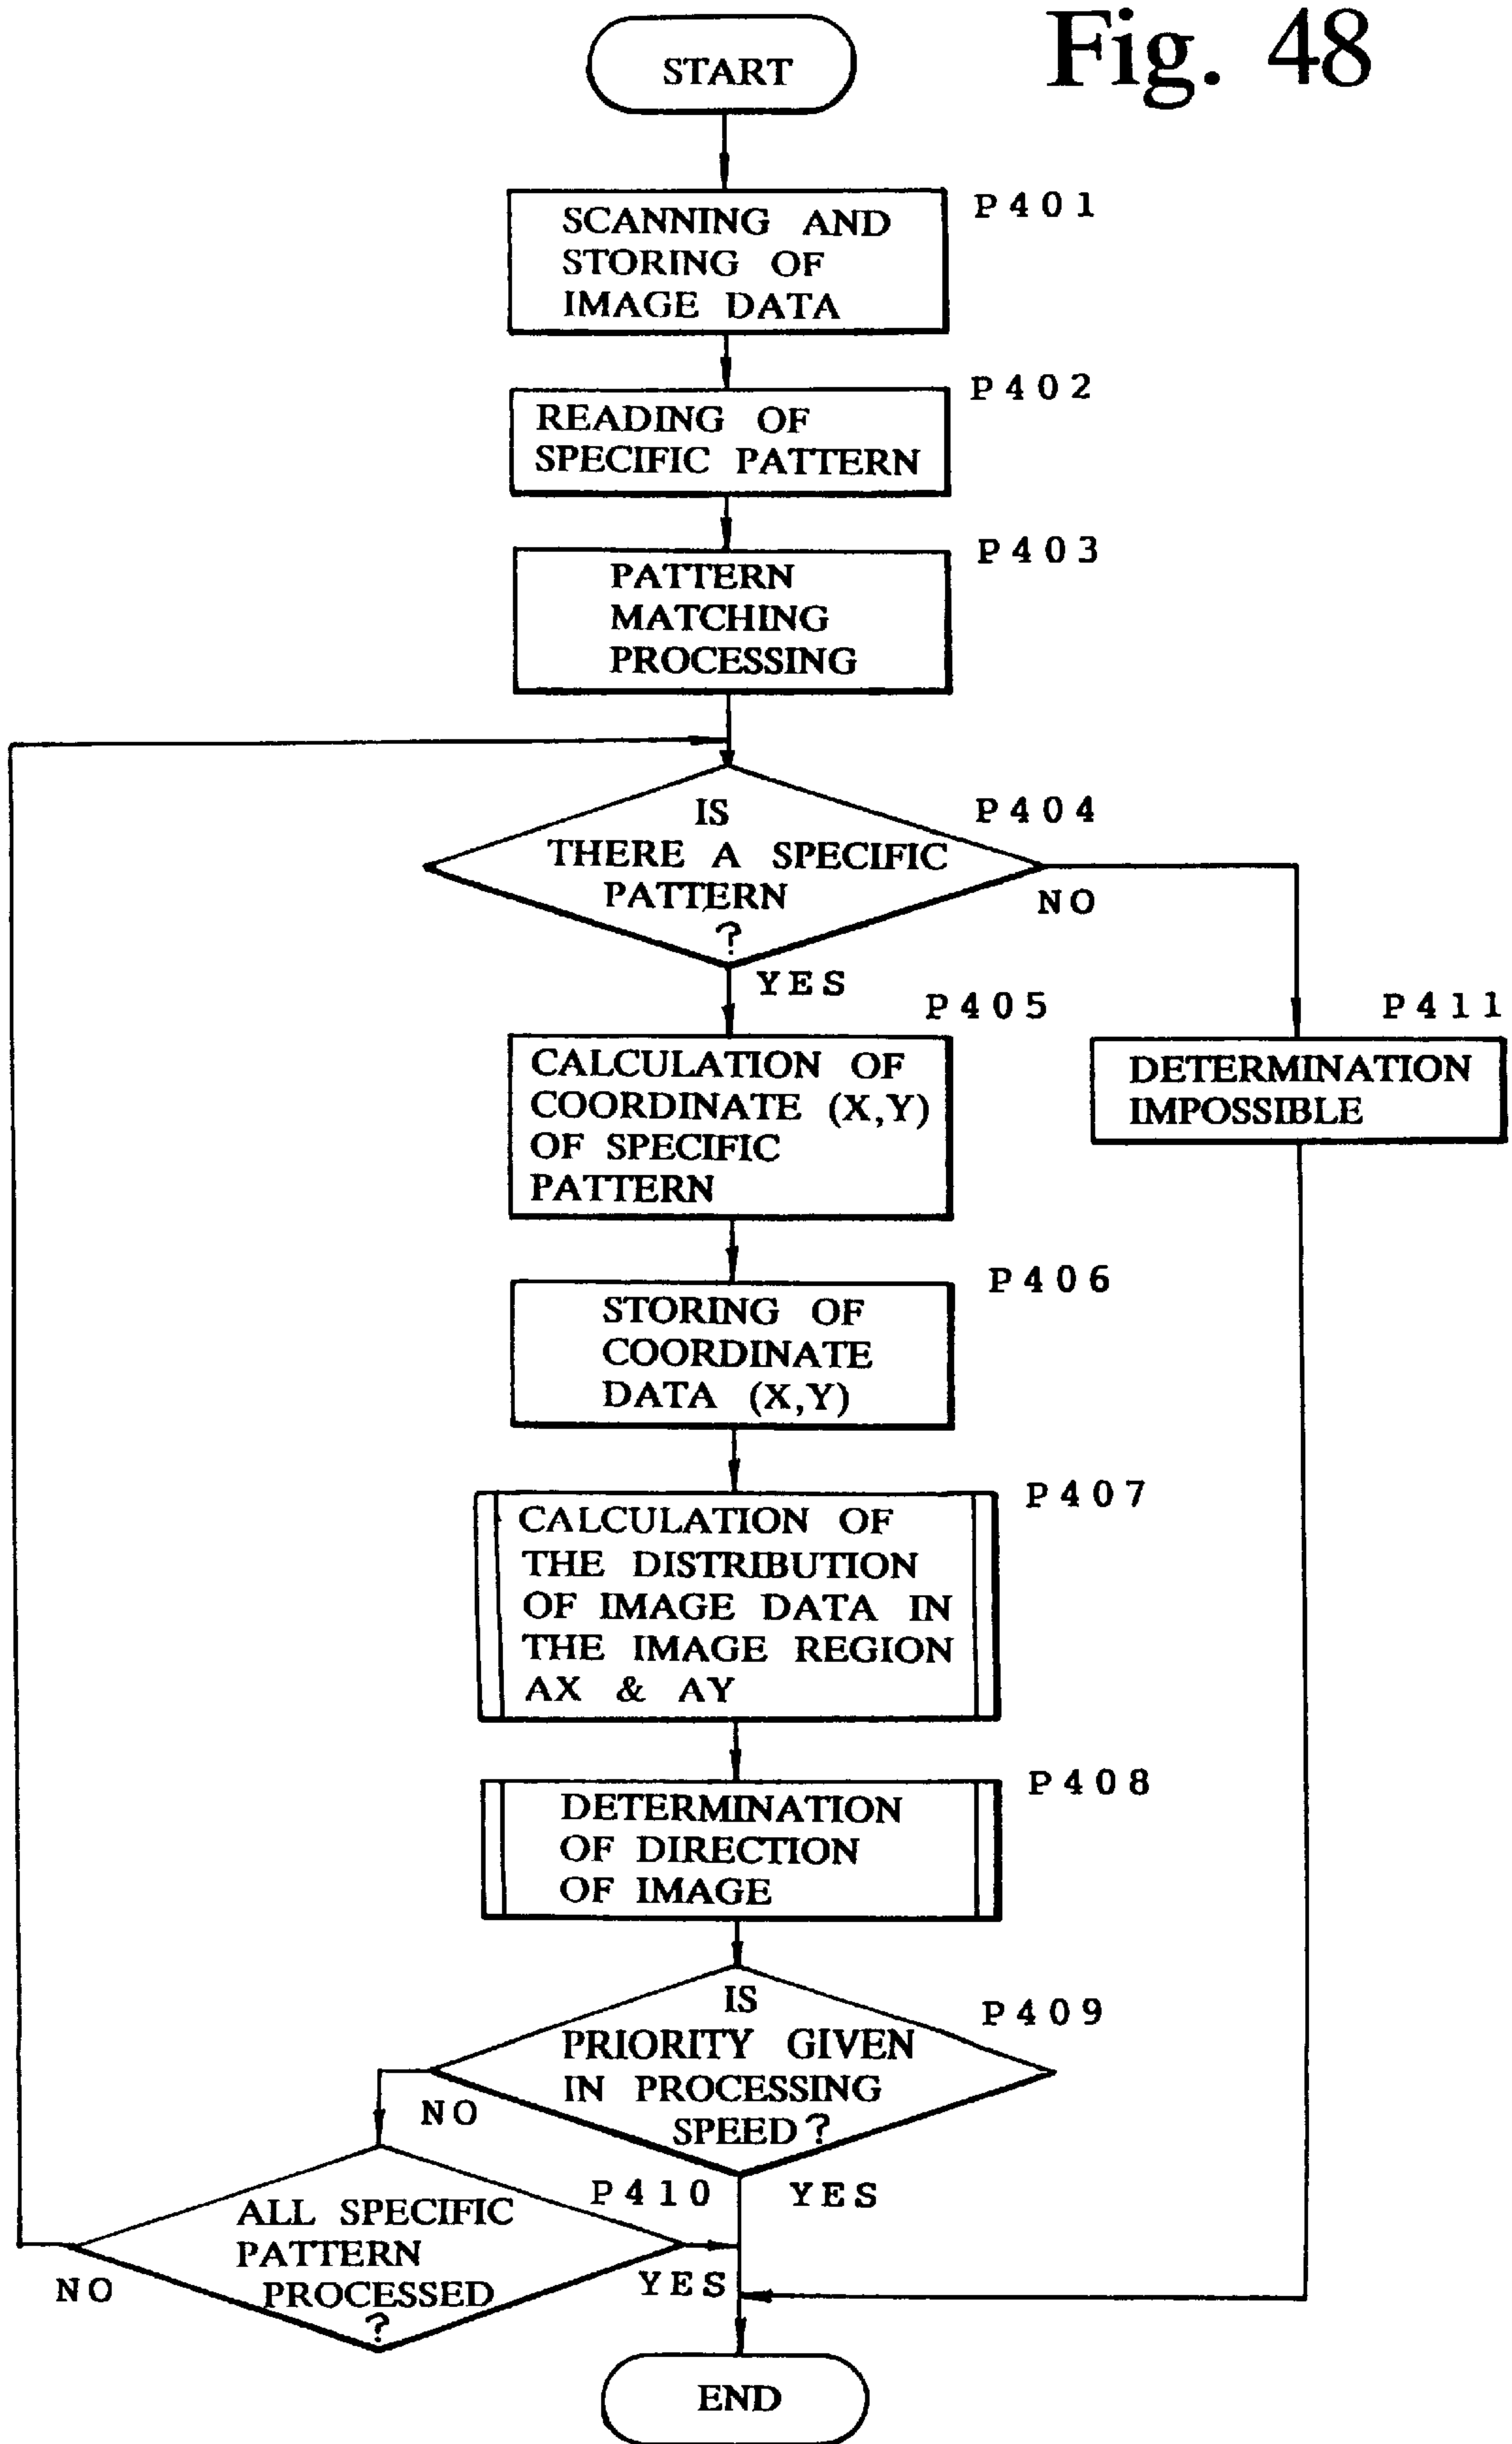 Fig. 48
START
P401
SCANNING AND
STORING OF
IMAGE DATA
P402
READING OF
SPECIFIC PATTERN
P403
PATTERN
MATCHING
PROCESSING
P404
IS
THERE A SPECIFIC
PATTERN
?
NO
YES
P405
CALCULATION OF
COORDINATE (X,Y)
OF SPECIFIC
PATTERN
P411
DETERMINATION
IMPOSSIBLE
P406
STORING OF
COORDINATE
DATA (X,Y)
P407
CALCULATION OF
THE DISTRIBUTION
OF IMAGE DATA IN
THE IMAGE REGION
AX & AY
P408
DETERMINATION
OF DIRECTION
OF IMAGE
P409
IS
PRIORITY GIVEN
IN PROCESSING
SPEED?
NO
YES
P410
ALL SPECIFIC
PATTERN
PROCESSED
?
NO
YES
END